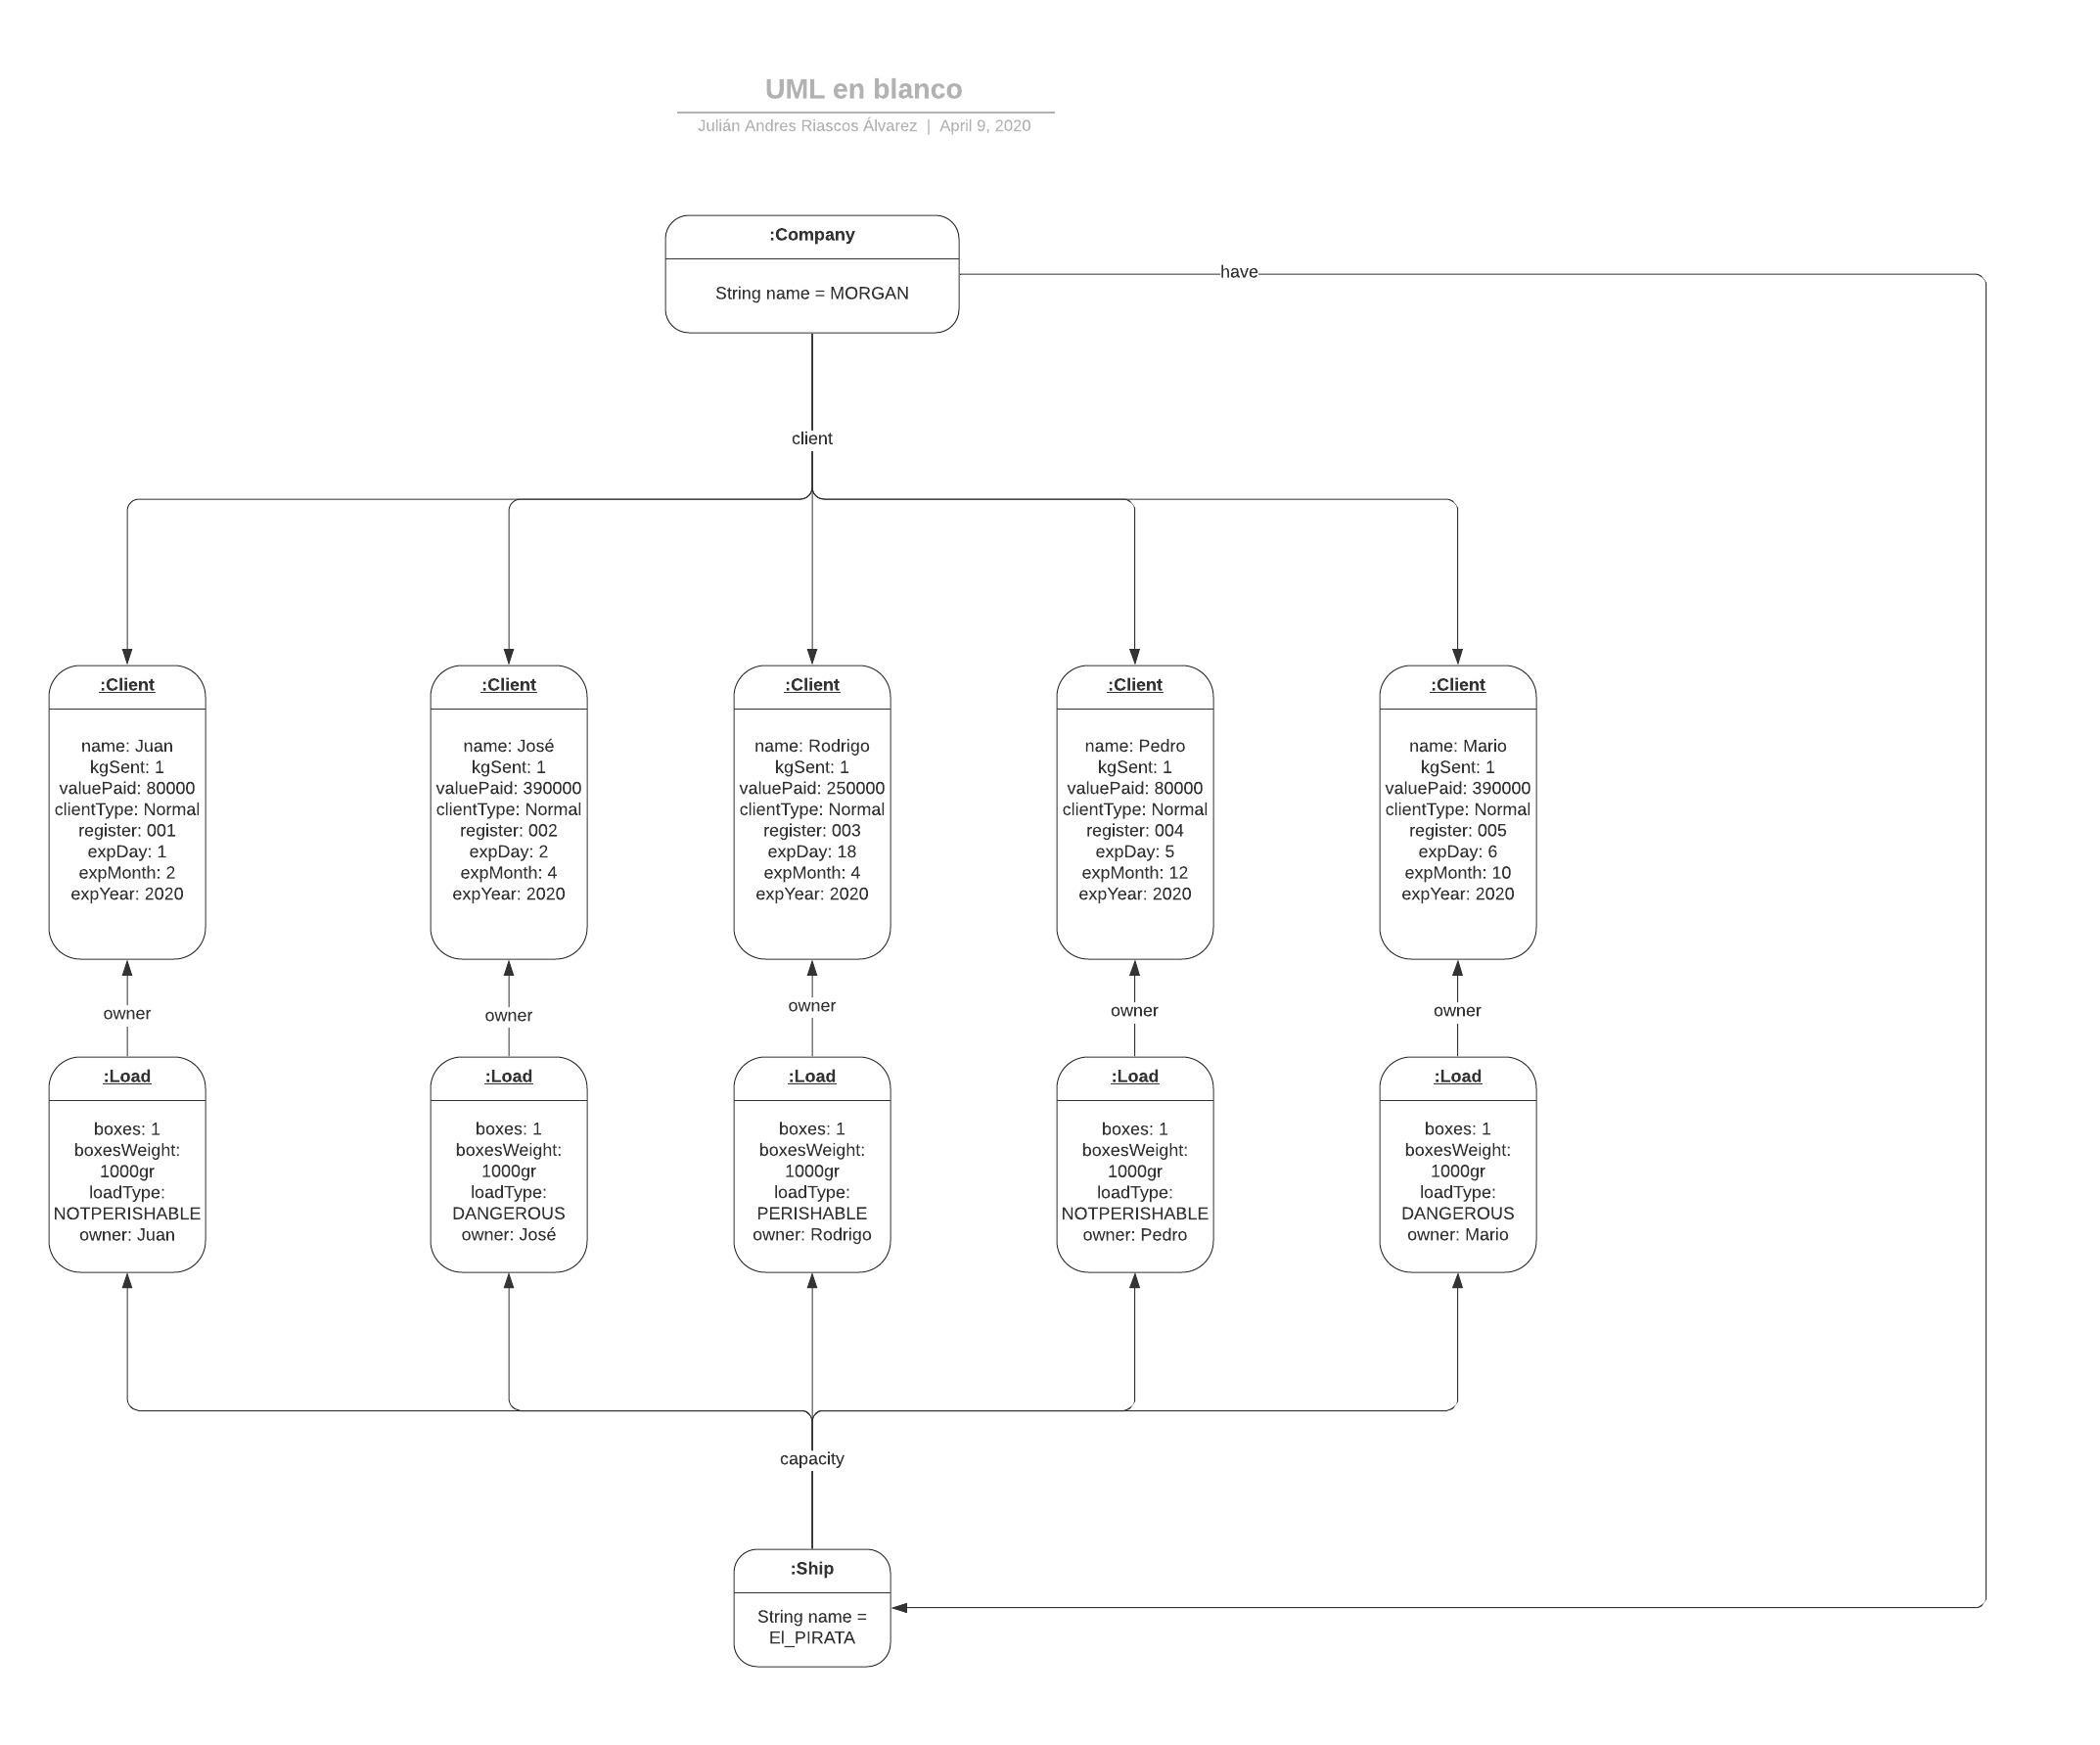 UML en blanco
Julián Andres Riascos Álvarez | April 9, 2020
:Company
String name = MORGAN
have
client
:Client
name: Juan
kgSent: 1
valuePaid: 80000
clientType: Normal
register: 001
expDay: 1
expMonth: 2
expYear: 2020
:Client
name: José
kgSent: 1
valuePaid: 390000
clientType: Normal
register: 002
expDay: 2
expMonth: 4
expYear: 2020
:Client
name: Rodrigo
kgSent: 1
valuePaid: 250000
clientType: Normal
register: 003
expDay: 18
expMonth: 4
expYear: 2020
:Client
name: Pedro
kgSent: 1
valuePaid: 80000
clientType: Normal
register: 004
expDay: 5
expMonth: 12
expYear: 2020
:Client
name: Mario
kgSent: 1
valuePaid: 390000
clientType: Normal
register: 005
expDay: 6
expMonth: 10
expYear: 2020
owner
owner
owner
owner
owner
:Load
boxes: 1
boxesWeight:
1000gr
loadType:
NOTPERISHABLE
owner: Juan
:Load
boxes: 1
boxesWeight:
1000gr
loadType:
DANGEROUS
owner: José
:Load
boxes: 1
boxesWeight:
1000gr
loadType:
PERISHABLE
owner: Rodrigo
:Load
boxes: 1
boxesWeight:
1000gr
loadType:
NOTPERISHABLE
owner: Pedro
:Load
boxes: 1
boxesWeight:
1000gr
loadType:
DANGEROUS
owner: Mario
capacity
:Ship
String name =
El_PIRATA